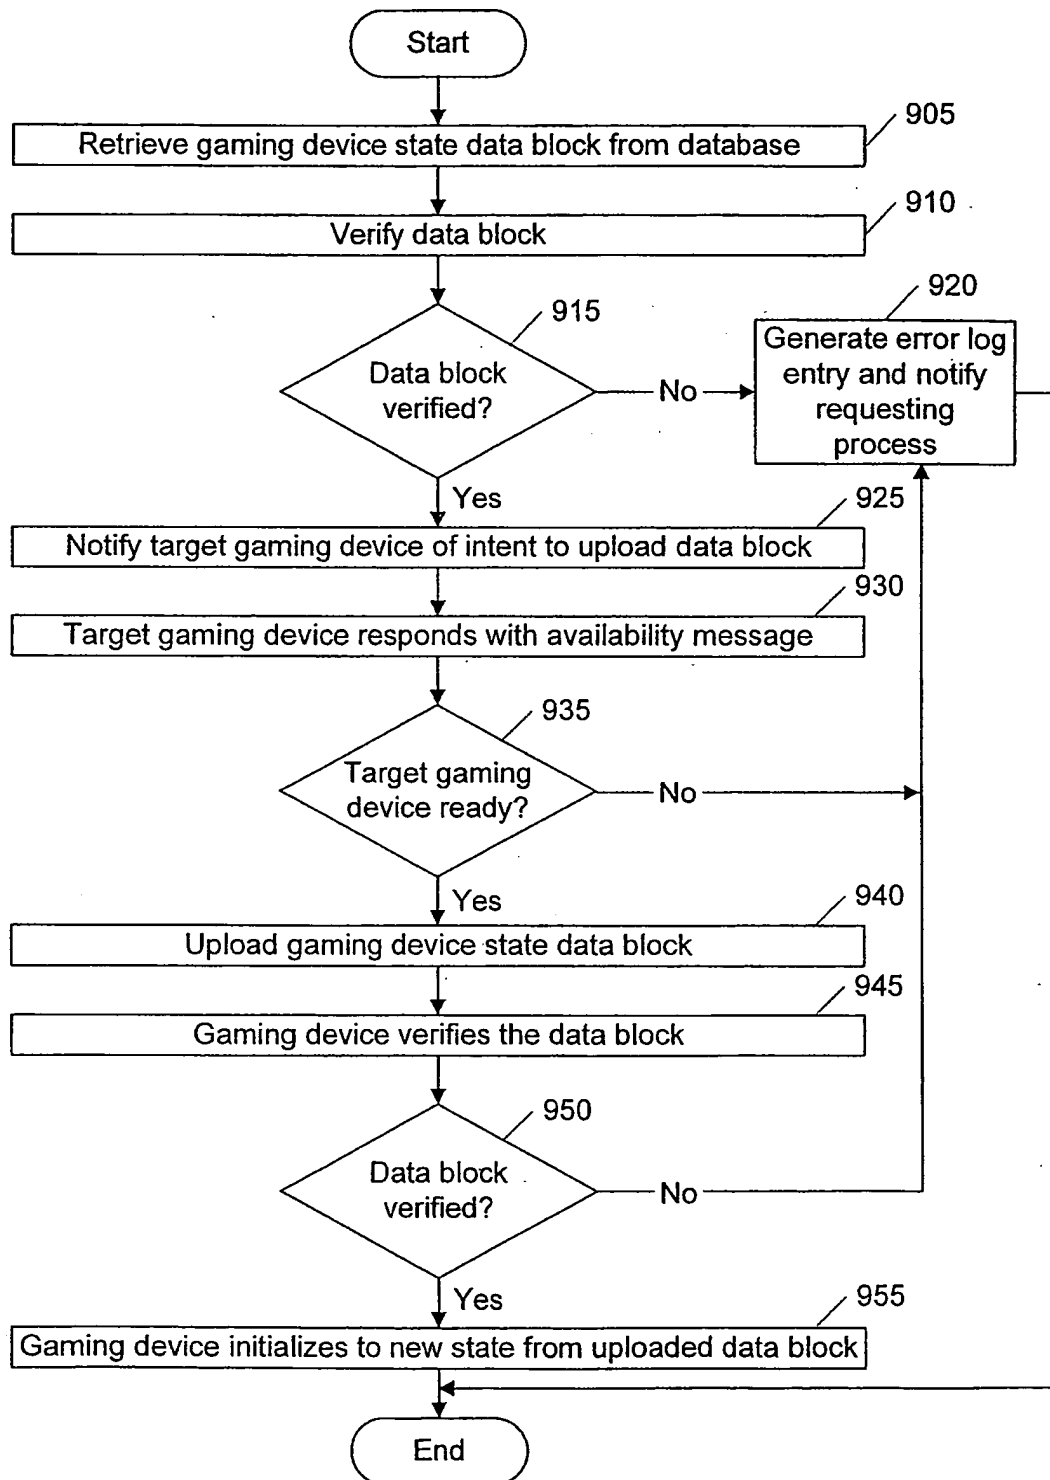 Start
905
Retrieve gaming device state data block from database
910
Verify data block
915
920
Data block
verified?
No
Generate error log
entry and notify
requesting
process
Yes
925
Notify target gaming device of intent to upload data block
930
Target gaming device responds with availability message
935
Target gaming
device ready?
No
Yes
940
Upload gaming device state data block
945
Gaming device verifies the data block
950
Data block
verified?
No
Yes
955
Gaming device initializes to new state from uploaded data block
End